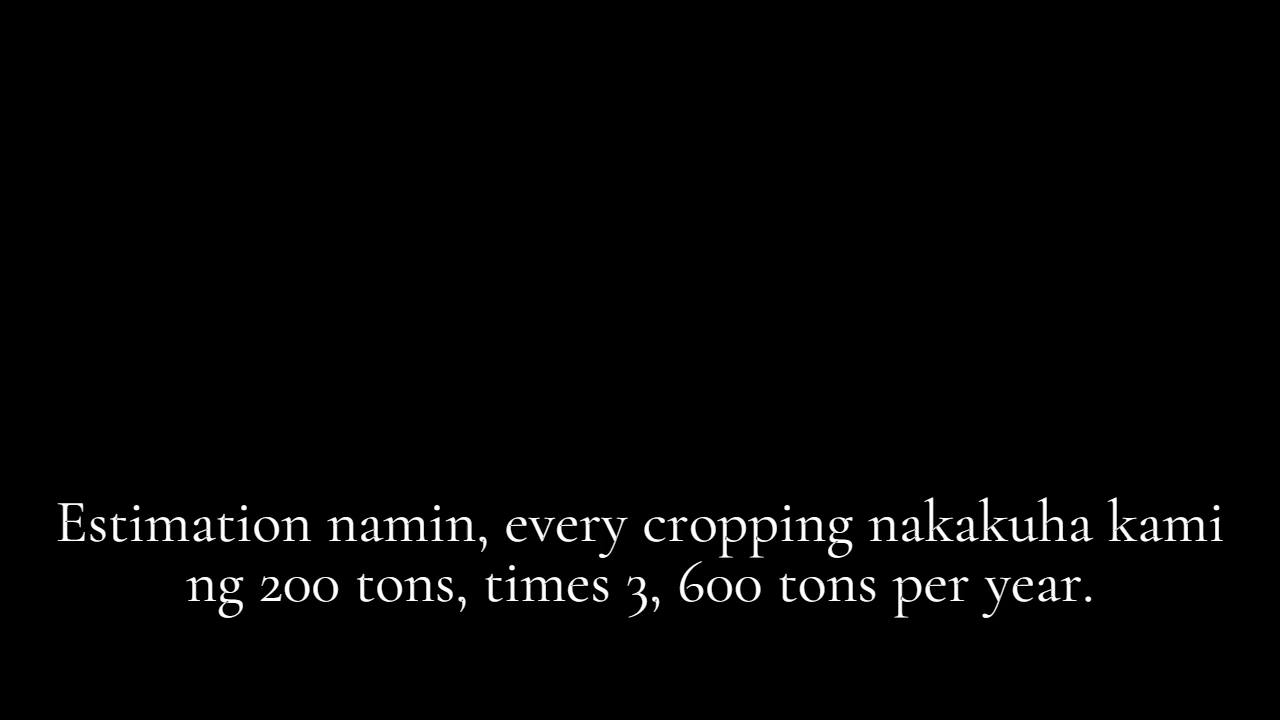 Estimation namin, every cropping nakakuha kami
ng 200 tons, times 3, 600 tons per year.